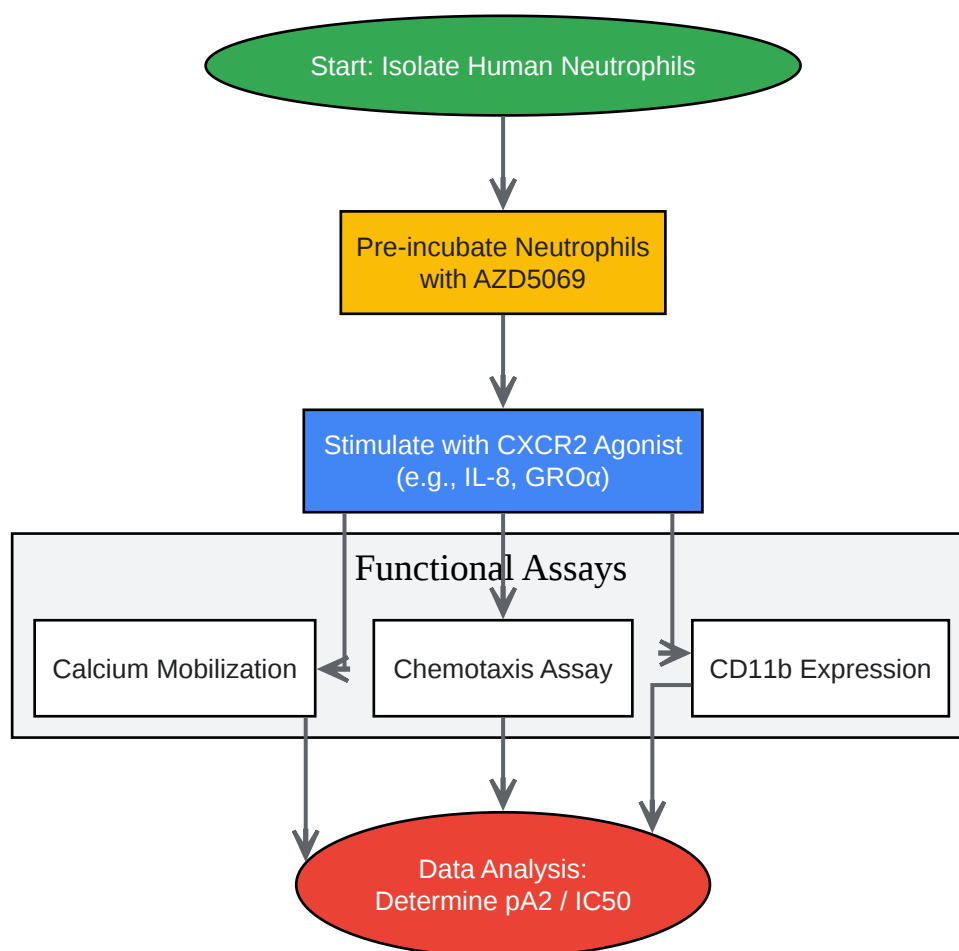 Start: Isolate Human Neutrophils
Pre-incubate Neutrophils
with AZD5069
Stimulate with CXCR2 Agonist
(e.g., IL-8, GROα)
Functional Assays
Calcium Mobilization
Chemotaxis Assay
CD11b Expression
Data Analysis:
Determine pA2 / IC50